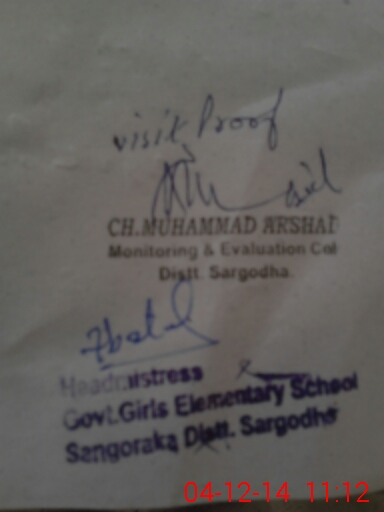 visit Proof
CH.MUHAMMAD ARSHAD
Monitoring & Evaluation Cell
Distt. Sargodha.
Headmistress
Govt.Girls Elementary School
Sangoraka Distt. Sargodha
04-12-14 11:12